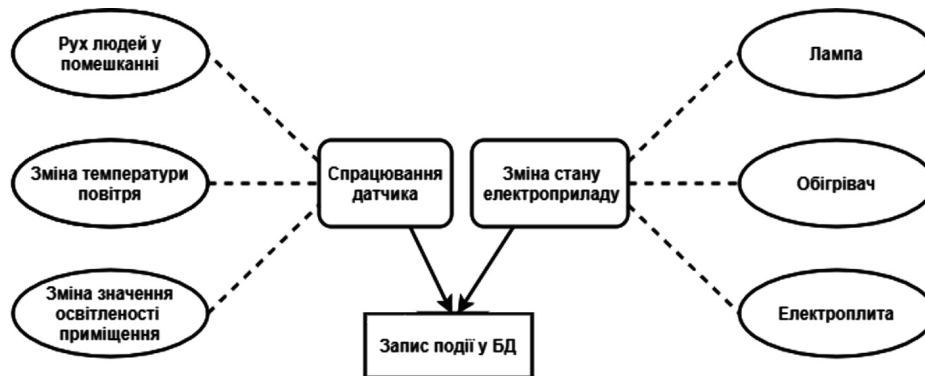 Рух людей у
помешканні
Зміна температури
повітря
Зміна значення
освітленості
приміщення
Спрацювання
датчика
Зміна стану
електроприладу
Запис події у БД
Лампа
Обігрівач
Електроплита